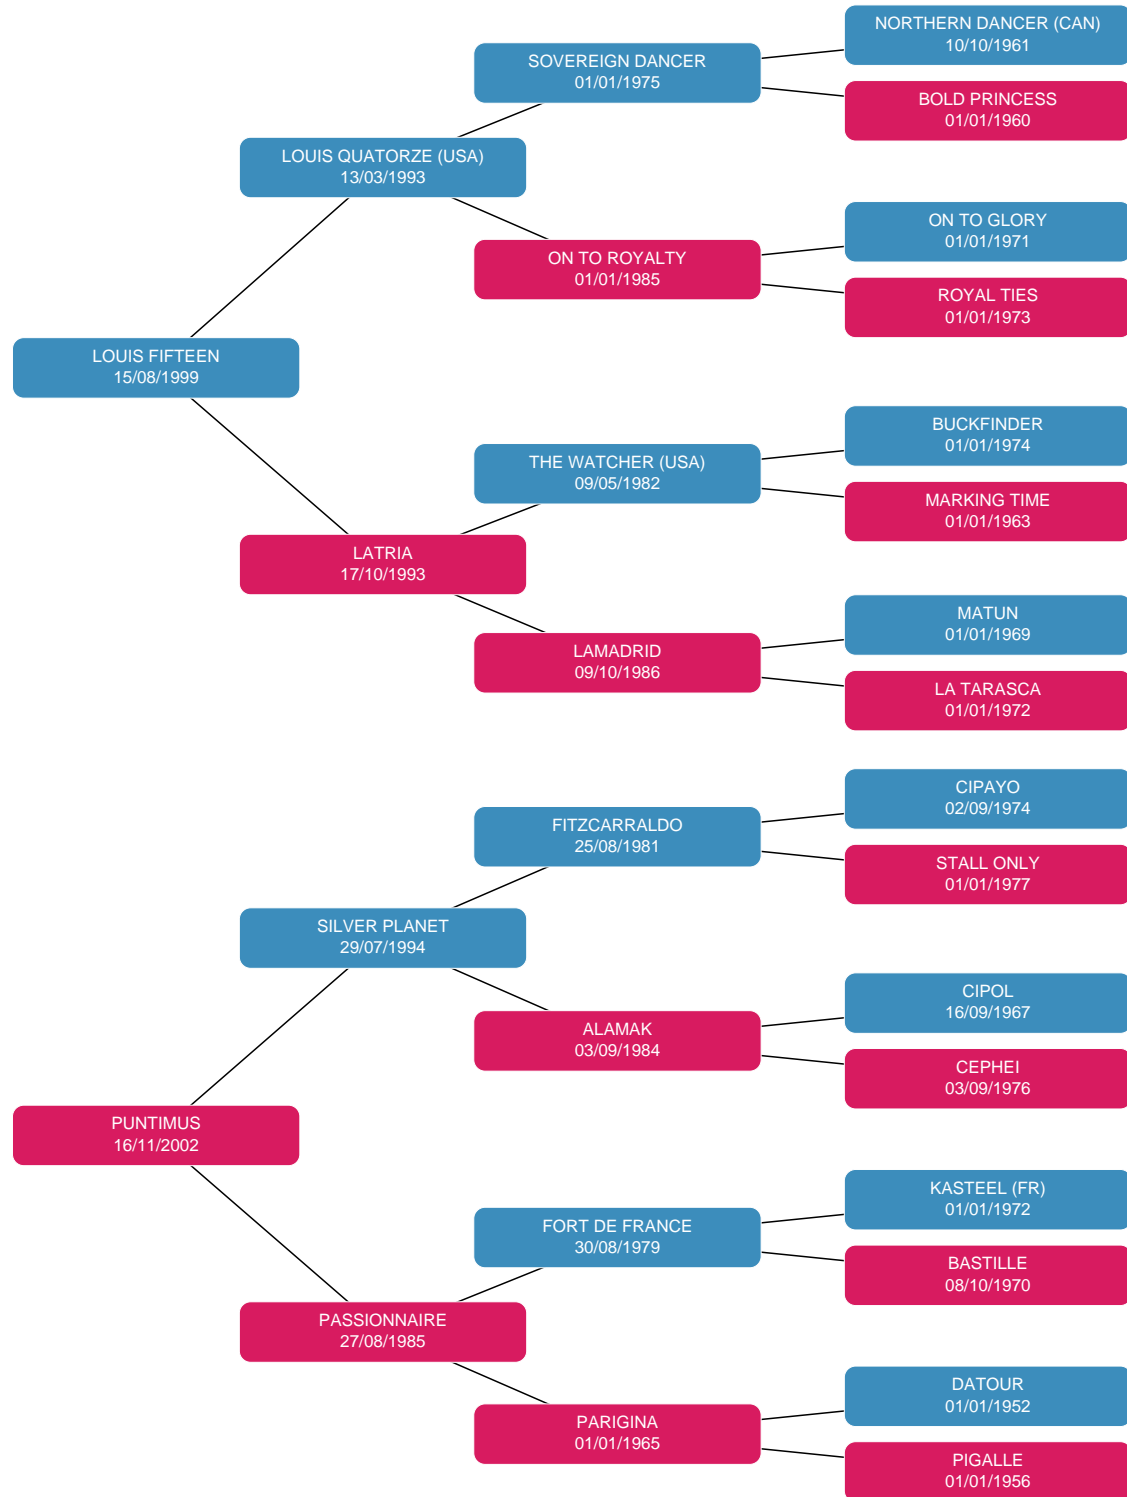 NORTHERN DANCER (CAN)
10/10/1961
SOVEREIGN DANCER
01/01/1975
BOLD PRINCESS
01/01/1960
LOUIS QUATORZE (USA)
13/03/1993
ON TO GLORY
01/01/1971
ON TO ROYALTY
01/01/1985
ROYAL TIES
01/01/1973
LOUIS FIFTEEN
15/08/1999
BUCKFINDER
01/01/1974
THE WATCHER (USA)
09/05/1982
MARKING TIME
01/01/1963
LATRIA
17/10/1993
MATUN
01/01/1969
LAMADRID
09/10/1986
LA TARASCA
01/01/1972
CIPAYO
02/09/1974
FITZCARRALDO
25/08/1981
STALL ONLY
01/01/1977
SILVER PLANET
29/07/1994
CIPOL
16/09/1967
ALAMAK
03/09/1984
CEPHEI
03/09/1976
PUNTIMUS
16/11/2002
KASTEEL (FR)
01/01/1972
FORT DE FRANCE
30/08/1979
BASTILLE
08/10/1970
PASSIONNAIRE
27/08/1985
DATOUR
01/01/1952
PARIGINA
01/01/1965
PIGALLE
01/01/1956